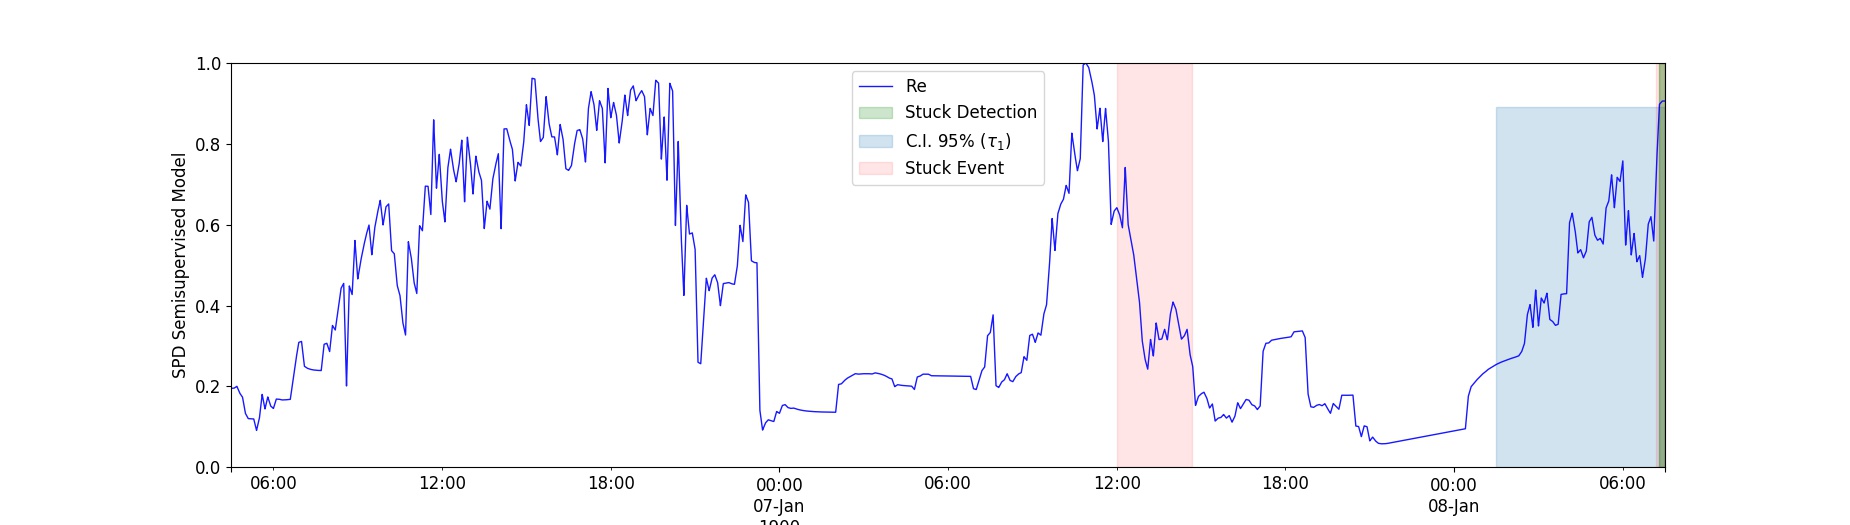 1.0
0.8
0.6
0.4
0.2
0.0
SPD Semisupervised Model
Re
Stuck Detection
C.I. 95% (τ₁)
Stuck Event
06:00 12:00 18:00 00:00 06:00 12:00 18:00 00:00 06:00
07-Jan 08-Jan
1900